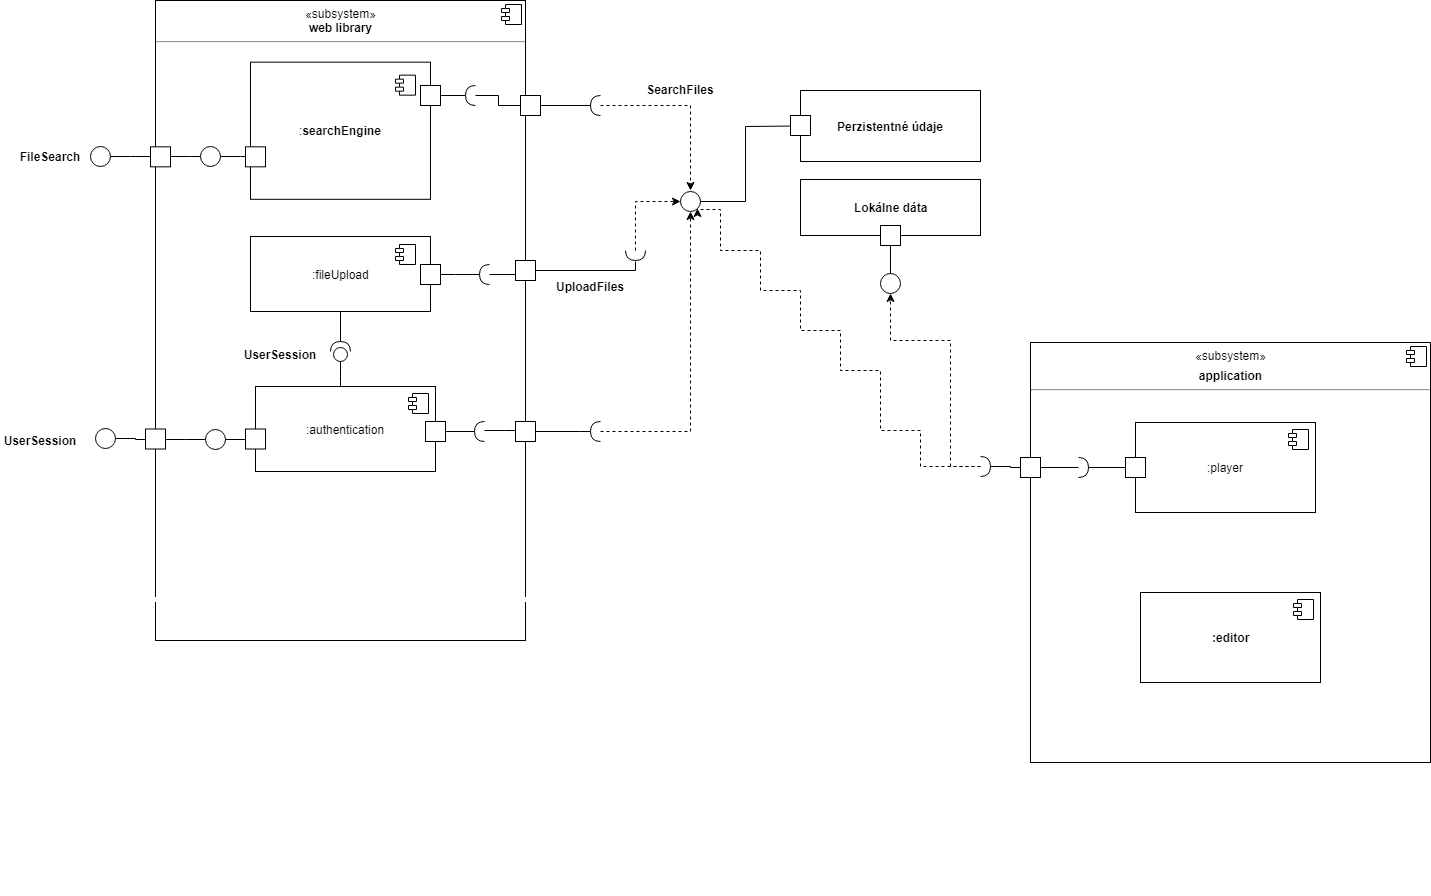 «subsystem»
web library
SearchFiles
:searchEngine
Perzistentné údaje
FileSearch
Lokálne dáta
:fileUpload
UploadFiles
UserSession
«subsystem»
application
:authentication
UserSession
:player
:editor